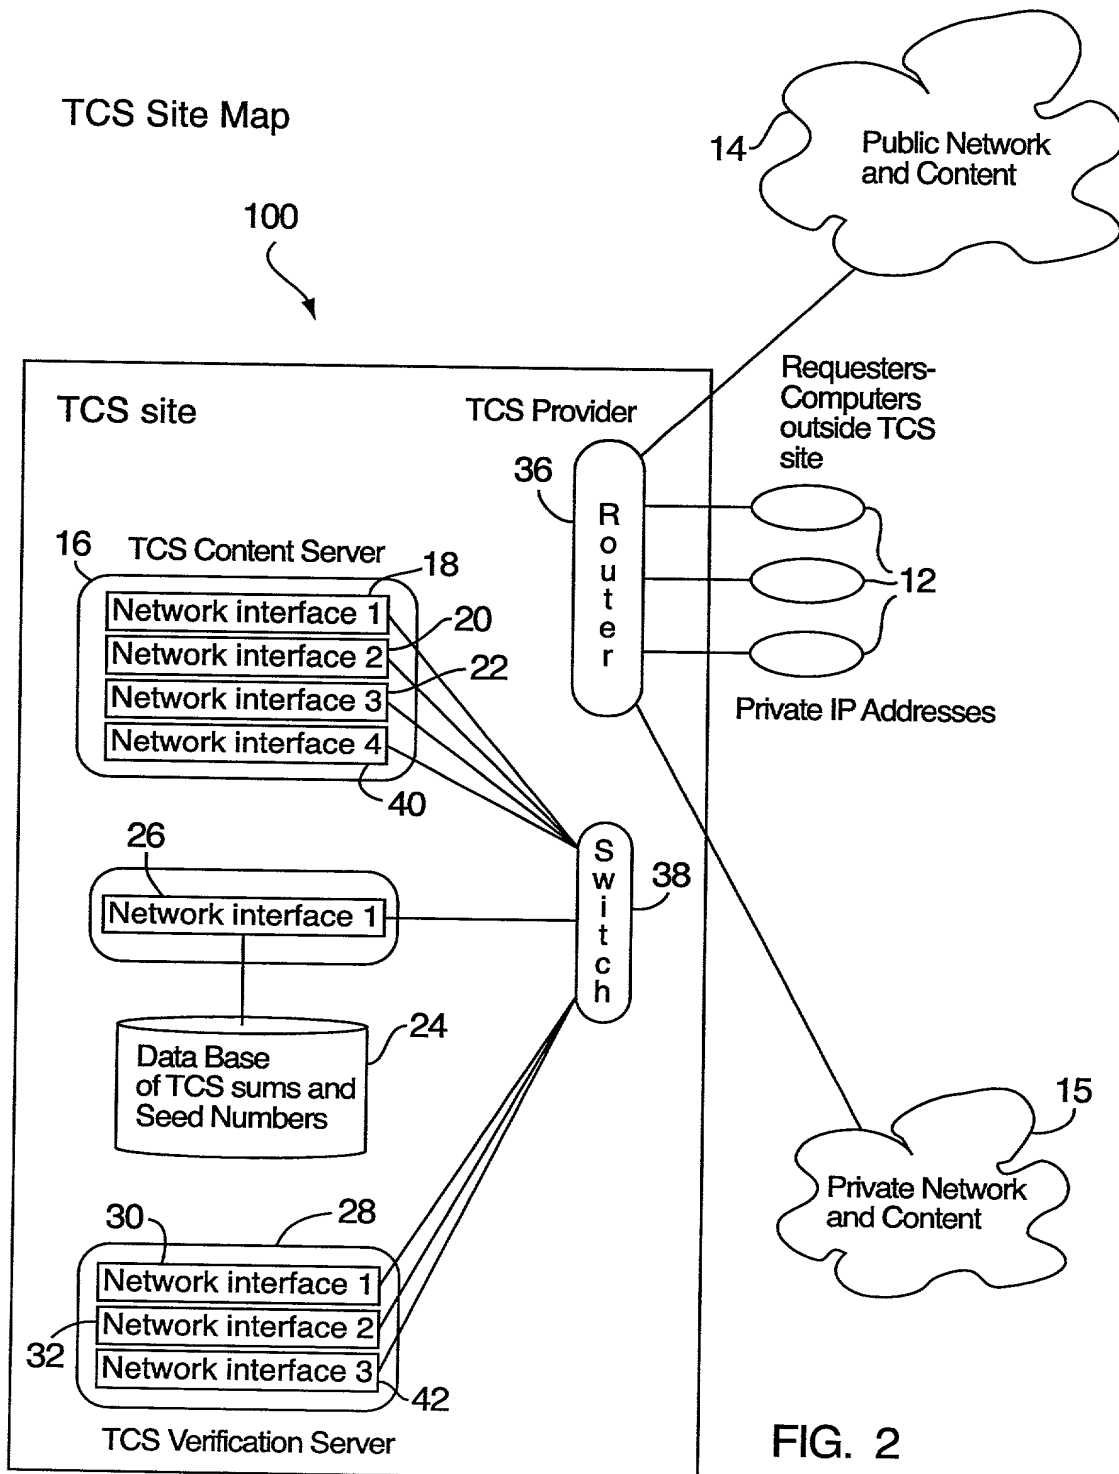 TCS Site Map
100
14
Public Network
and Content
TCS site
TCS Provider
Requesters-
Computers
outside TCS
site
36
Router
12
Private IP Addresses
16
TCS Content Server
18
Network interface 1
20
Network interface 2
22
Network interface 3
Network interface 4
40
26
Network interface 1
Switch
38
24
Data Base
of TCS sums and
Seed Numbers
15
Private Network
and Content
30
28
Network interface 1
Network interface 2
32
Network interface 3
42
TCS Verification Server
FIG. 2